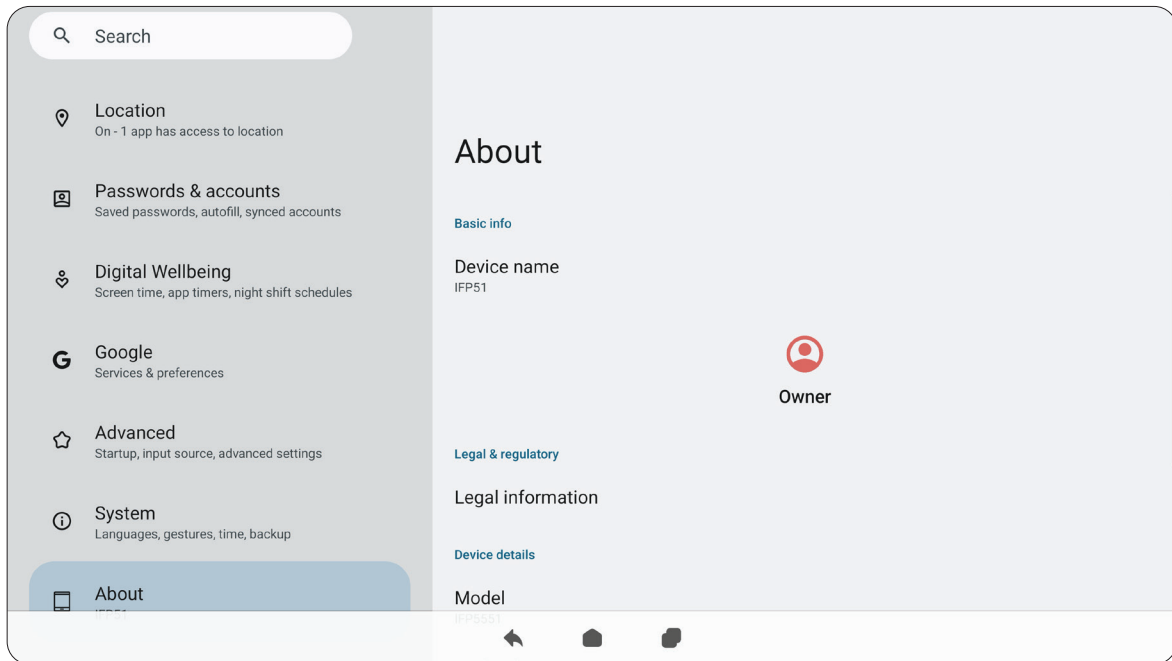 Search
Location
On - 1 app has access to location
Passwords & accounts
Saved passwords, autofill, synced accounts
Digital Wellbeing
Screen time, app timers, night shift schedules
Google
Services & preferences
Advanced
Startup, input source, advanced settings
System
Languages, gestures, time, backup
About
IFP51
About
Basic info
Device name
IFP51
Owner
Legal & regulatory
Legal information
Device details
Model
IFP5551